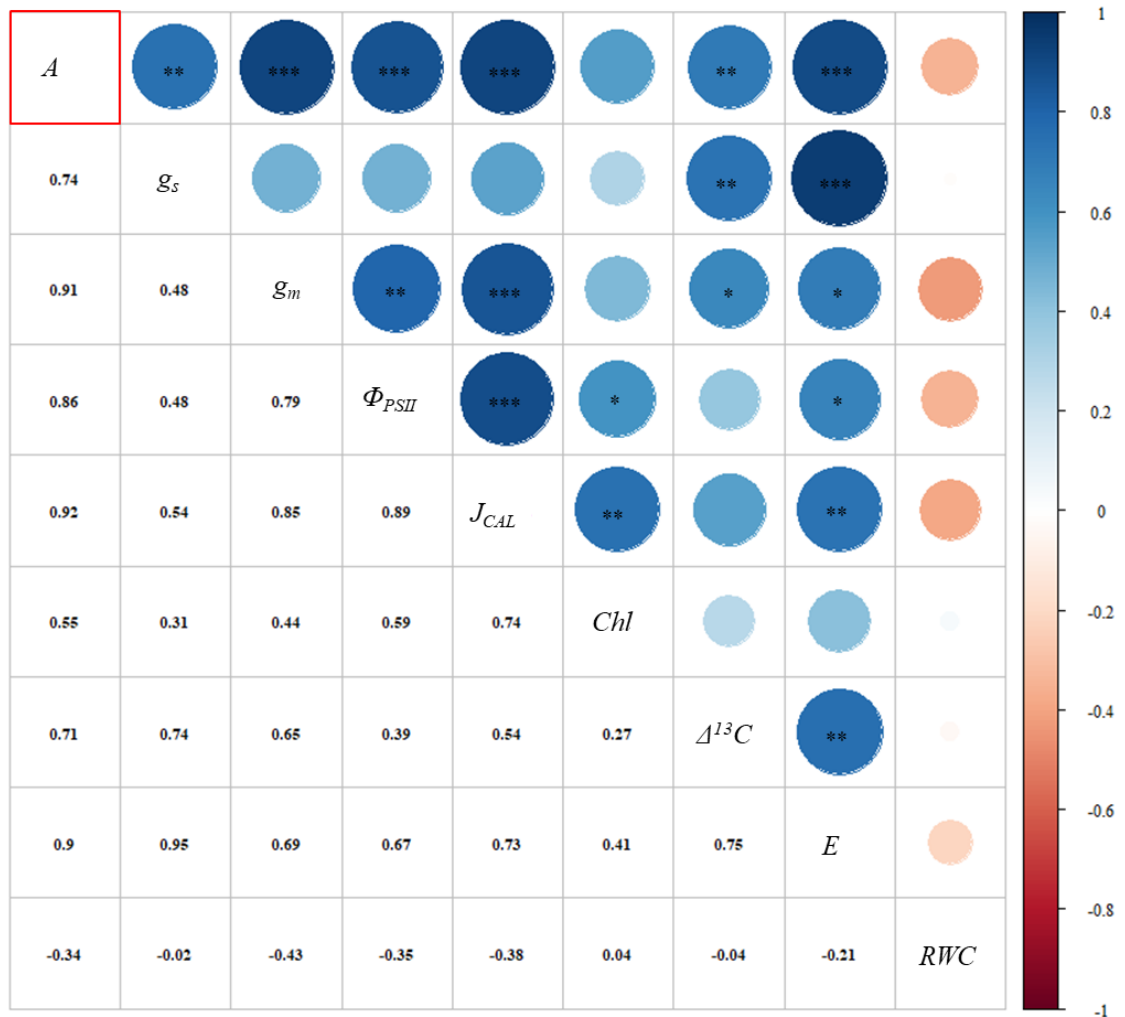 A ** *** *** *** ** ***
0.74 gs ** ***
0.91 0.48 gm ** *** * *
0.86 0.48 0.79 ΦPSII *** * *
0.92 0.54 0.85 0.89 JCAL ** **
0.55 0.31 0.44 0.59 0.74 Chl
0.71 0.74 0.65 0.39 0.54 0.27 Δ¹³C **
0.9 0.95 0.69 0.67 0.73 0.41 0.75 E
-0.34 -0.02 -0.43 -0.35 -0.38 0.04 -0.04 -0.21 RWC
1
0.8
0.6
0.4
0.2
0
-0.2
-0.4
-0.6
-0.8
-1